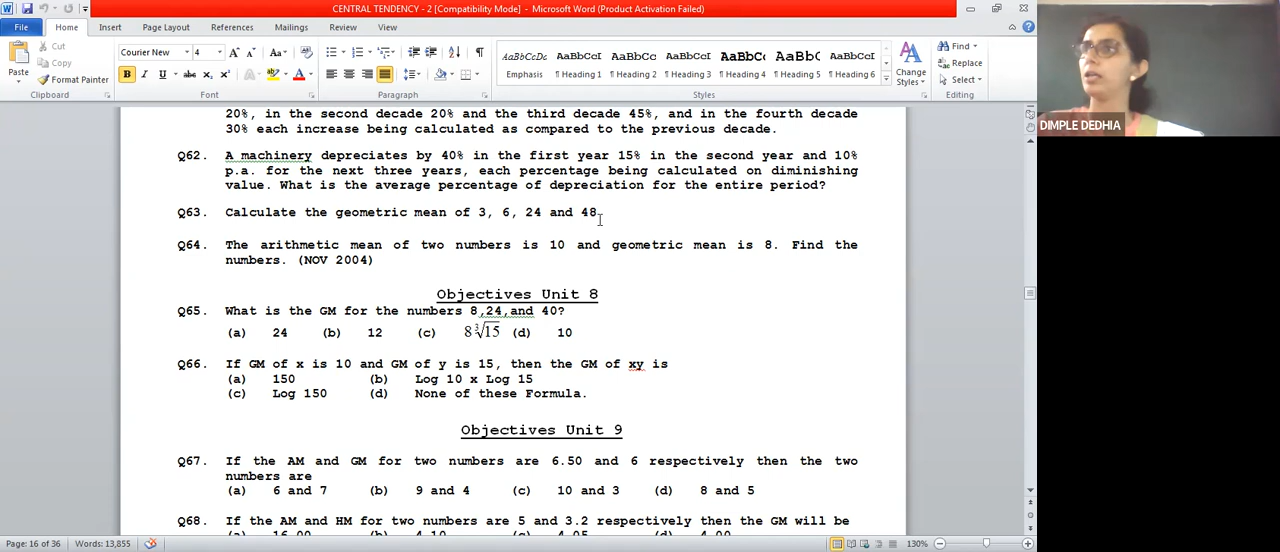 CENTRAL TENDENCY - 2 [Compatibility Mode] - Microsoft Word (Product Activation Failed)
File Home Insert Page Layout References Mailings Review View
Paste
Cut
Copy
Format Painter
Clipboard
Courier New 4
Font
Paragraph
AaBbCcDc AaBbCcI AaBbCcI AaBbCcI AaBbCc AaBbC AaBbCcI
Emphasis ¶ Heading 1 ¶ Heading 2 ¶ Heading 3 ¶ Heading 4 ¶ Heading 5 ¶ Heading 6
Styles
Change Styles
Find
Replace
Select
Editing
DIMPLE DEDHIA
20%, in the second decade 20% and the third decade 45%, and in the fourth decade
30% each increase being calculated as compared to the previous decade.
Q62. A machinery depreciates by 40% in the first year 15% in the second year and 10%
p.a. for the next three years, each percentage being calculated on diminishing
value. What is the average percentage of depreciation for the entire period?
Q63. Calculate the geometric mean of 3, 6, 24 and 48
Q64. The arithmetic mean of two numbers is 10 and geometric mean is 8. Find the
numbers. (NOV 2004)
Objectives Unit 8
Q65. What is the GM for the numbers 8,24,and 40?
(a) 24 (b) 12 (c) 8∛15 (d) 10
Q66. If GM of x is 10 and GM of y is 15, then the GM of xy is
(a) 150 (b) Log 10 x Log 15
(c) Log 150 (d) None of these Formula.
Objectives Unit 9
Q67. If the AM and GM for two numbers are 6.50 and 6 respectively then the two
numbers are
(a) 6 and 7 (b) 9 and 4 (c) 10 and 3 (d) 8 and 5
Q68. If the AM and HM for two numbers are 5 and 3.2 respectively then the GM will be
(a) 16.00 (b) 4.10 (c) 4.05 (d) 4.00
Page: 16 of 36 Words: 13,855 130%